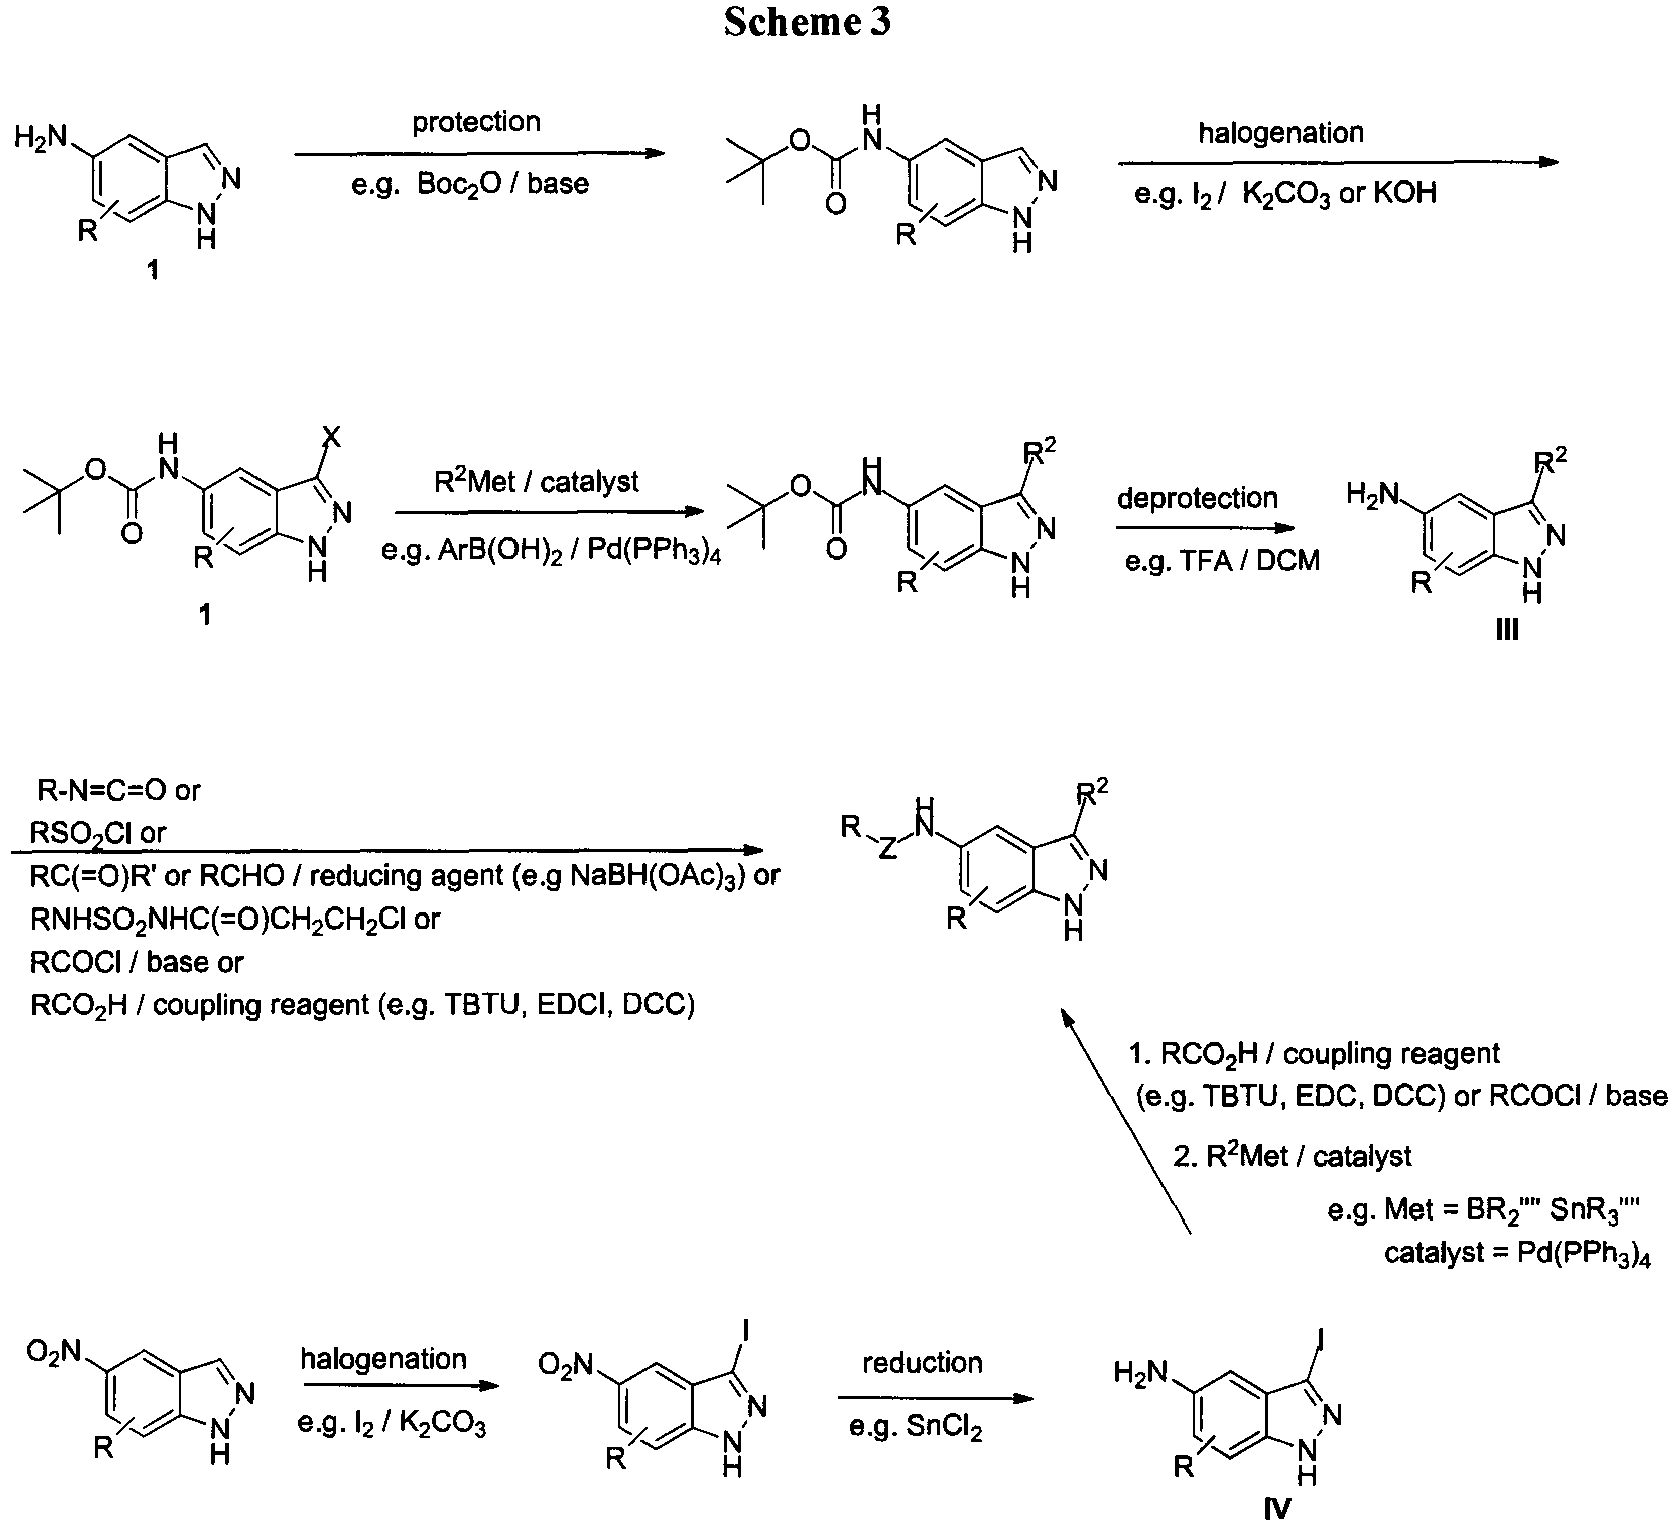 Scheme 3
H₂N
N
N
H
R
1
protection
e.g. Boc₂O / base
O
H
N
O
N
N
H
R
halogenation
e.g. I₂ / K₂CO₃ or KOH
O
H
N
O
X
N
N
H
R
1
R²Met / catalyst
e.g. ArB(OH)₂ / Pd(PPh₃)₄
O
H
N
O
R²
N
N
H
R
deprotection
e.g. TFA / DCM
H₂N
R²
N
N
H
R
III
R-N=C=O or
RSO₂Cl or
RC(=O)R' or RCHO / reducing agent (e.g NaBH(OAc)₃) or
RNHSO₂NHC(=O)CH₂CH₂Cl or
RCOCl / base or
RCO₂H / coupling reagent (e.g. TBTU, EDCI, DCC)
R
Z
H
N
R²
N
N
H
R
1. RCO₂H / coupling reagent
(e.g. TBTU, EDC, DCC) or RCOCl / base
2. R²Met / catalyst
e.g. Met = BR₂"" SnR₃""
catalyst = Pd(PPh₃)₄
O₂N
N
N
H
R
halogenation
e.g. I₂ / K₂CO₃
O₂N
I
N
N
H
R
reduction
e.g. SnCl₂
H₂N
I
N
N
H
R
IV